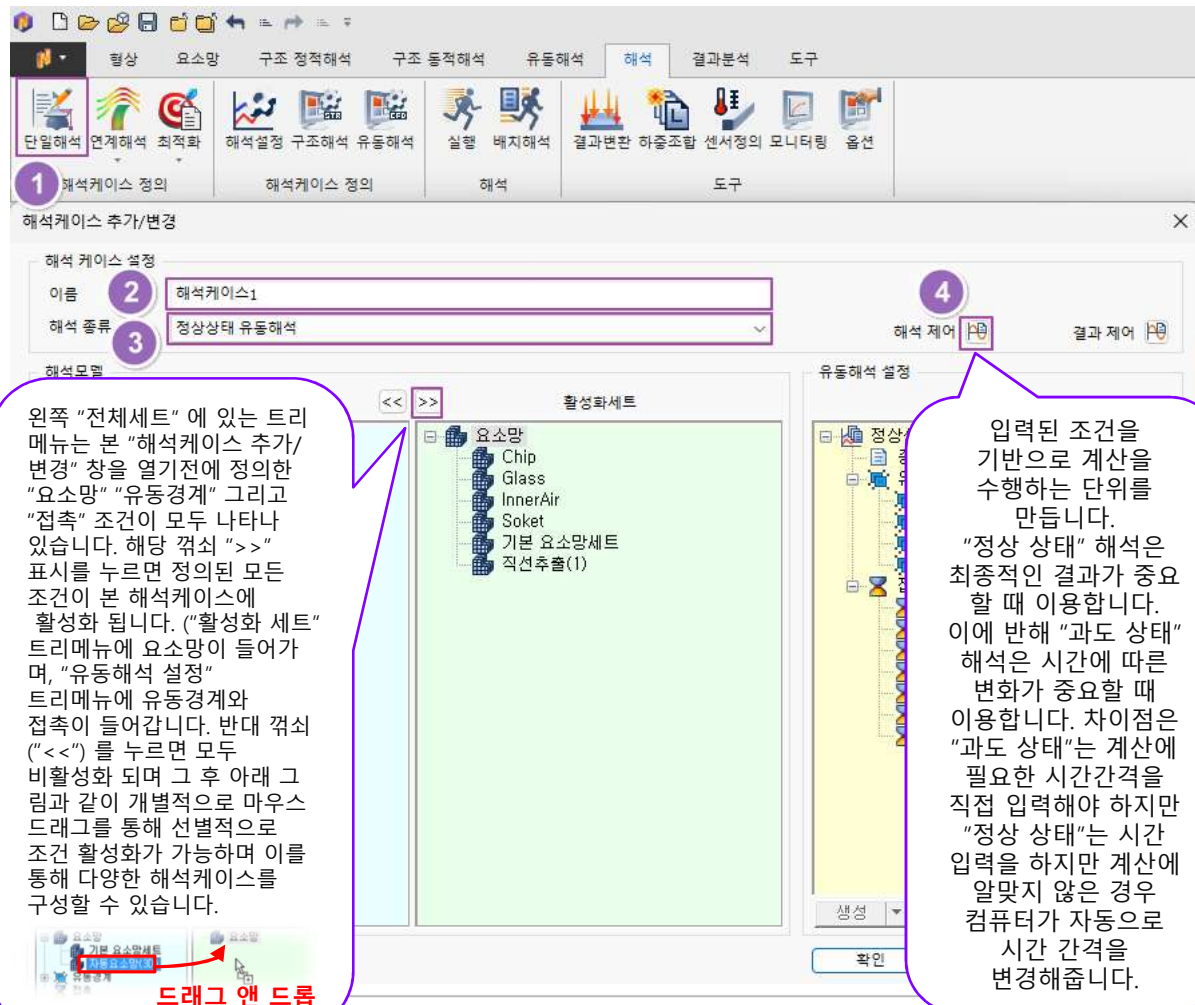 형상 요소망 구조 정적해석 구조 동적해석 유동해석 해석 결과분석 도구
단일해석 연계해석 최적화 해석설정 구조해석 유동해석 실행 배치해석 결과변환 하중조합 센서정의 모니터링 옵션
1 해석케이스 정의 해석케이스 정의 해석 도구
해석케이스 추가/변경
해석 케이스 설정
이름 2 해석케이스1
4
해석 종류 3 정상상태 유동해석
해석 제어 결과 제어
해석모델
유동해석 설정
<< >> 활성화세트
왼쪽 "전체세트" 에 있는 트리
메뉴는 본 "해석케이스 추가/
변경" 창을 열기전에 정의한
"요소망" "유동경계" 그리고
"접촉" 조건이 모두 나타나
있습니다. 해당 꺾쇠 ">>"
표시를 누르면 정의된 모든
조건이 본 해석케이스에
활성화 됩니다. ("활성화 세트"
트리메뉴에 요소망이 들어가
며, "유동해석 설정"
트리메뉴에 유동경계와
접촉이 들어갑니다. 반대 꺾쇠
("<<") 를 누르면 모두
비활성화 되며 그 후 아래 그
림과 같이 개별적으로 마우스
드래그를 통해 선별적으로
조건 활성화가 가능하며 이를
통해 다양한 해석케이스를
구성할 수 있습니다.
요소망
기본 요소망세트
유동경계
요소망
드래그 앤 드롭
요소망
Chip
Glass
InnerAir
Soket
기본 요소망세트
직선추출(1)
정상
생성
확인
입력된 조건을
기반으로 계산을
수행하는 단위를
만듭니다.
"정상 상태" 해석은
최종적인 결과가 중요
할 때 이용합니다.
이에 반해 "과도 상태"
해석은 시간에 따른
변화가 중요할 때
이용합니다. 차이점은
"과도 상태"는 계산에
필요한 시간간격을
직접 입력해야 하지만
"정상 상태"는 시간
입력을 하지만 계산에
알맞지 않은 경우
컴퓨터가 자동으로
시간 간격을
변경해줍니다.